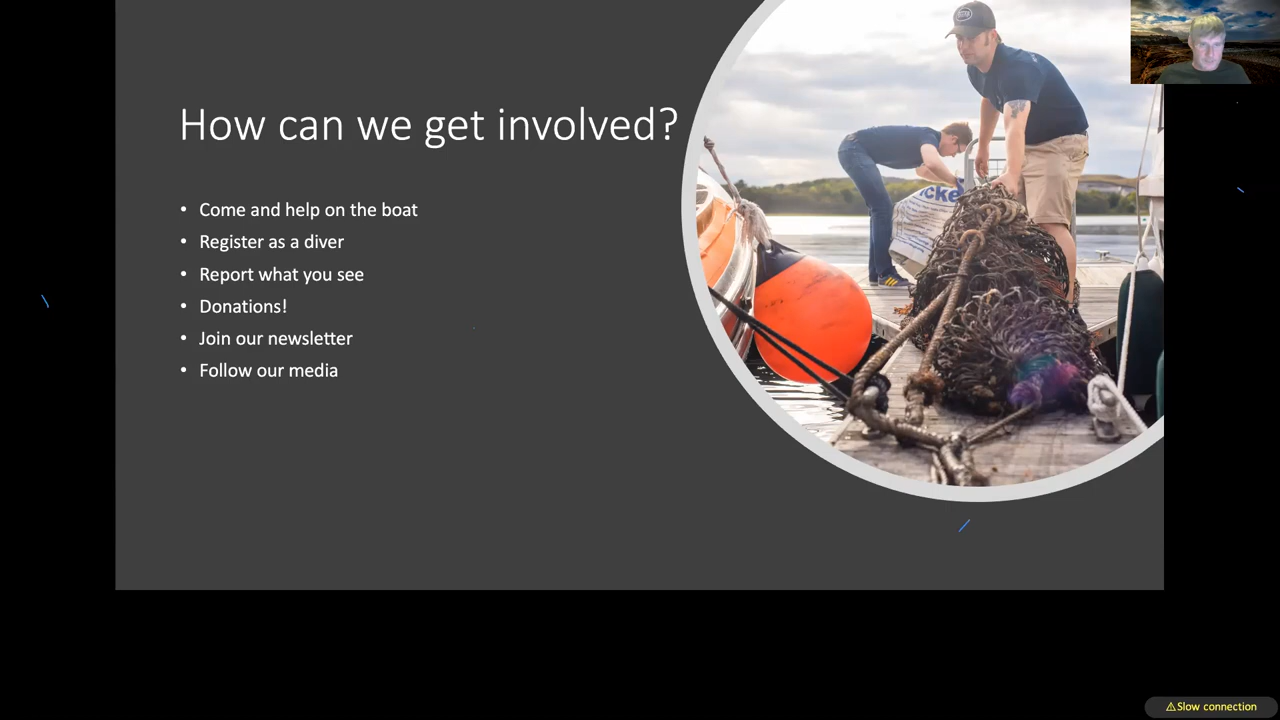 How can we get involved?
• Come and help on the boat
• Register as a diver
• Report what you see
• Donations!
• Join our newsletter
• Follow our media
⚠Slow connection